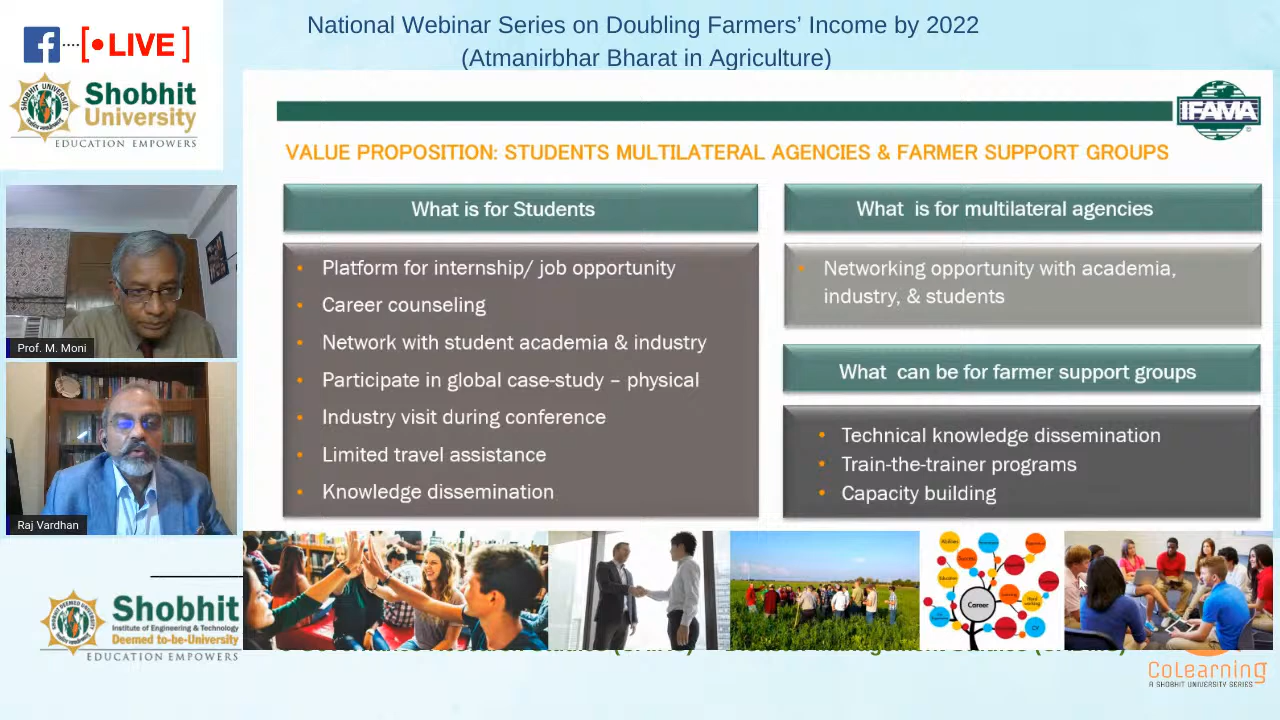 National Webinar Series on Doubling Farmers' Income by 2022
(Atmanirbhar Bharat in Agriculture)
LIVE
SHOBHIT UNIVERSITY
Shobhit
University
EDUCATION EMPOWERS
IFAMA
VALUE PROPOSITION: STUDENTS MULTILATERAL AGENCIES & FARMER SUPPORT GROUPS
What is for Students
• Platform for internship/ job opportunity
• Career counseling
• Network with student academia & industry
• Participate in global case-study – physical
• Industry visit during conference
• Limited travel assistance
• Knowledge dissemination
What is for multilateral agencies
• Networking opportunity with academia,
industry, & students
What can be for farmer support groups
• Technical knowledge dissemination
• Train-the-trainer programs
• Capacity building
Prof. M. Moni
Raj Vardhan
Career
Shobhit
Institute of Engineering & Technology
Deemed to-be-University
EDUCATION EMPOWERS
CoLearning
A SHOBHIT UNIVERSITY SERIES